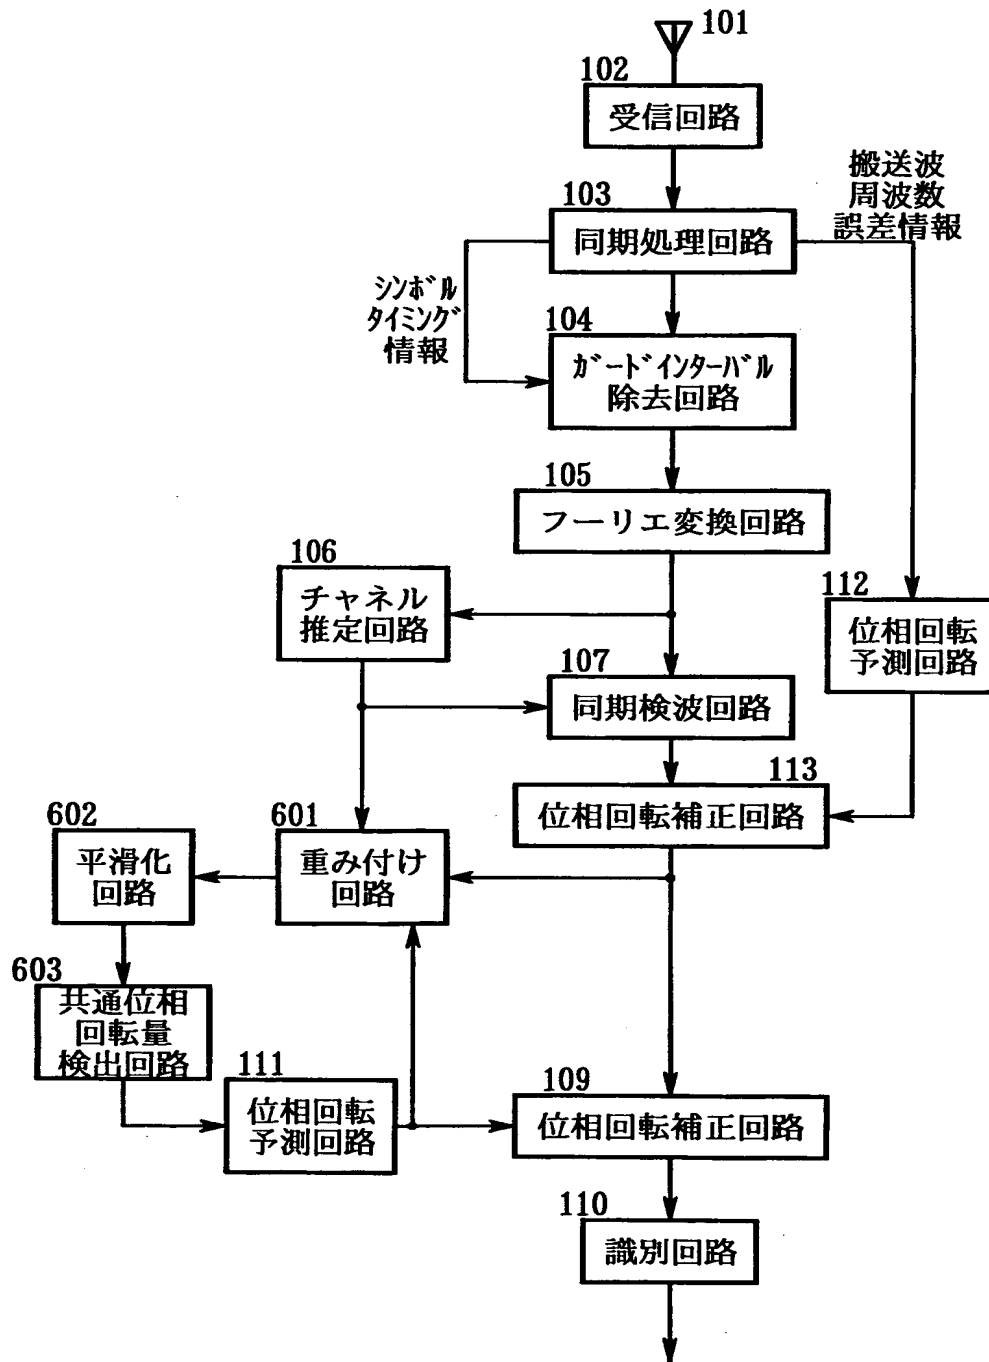 101
102
受信回路
搬送波
周波数
誤差情報
103
同期処理回路
シンボル
タイミング
情報
104
ガードインターバル
除去回路
105
フーリエ変換回路
106
チャネル
推定回路
112
位相回転
予測回路
107
同期検波回路
113
位相回転補正回路
602
平滑化
回路
601
重み付け
回路
603
共通位相
回転量
検出回路
111
位相回転
予測回路
109
位相回転補正回路
110
識別回路